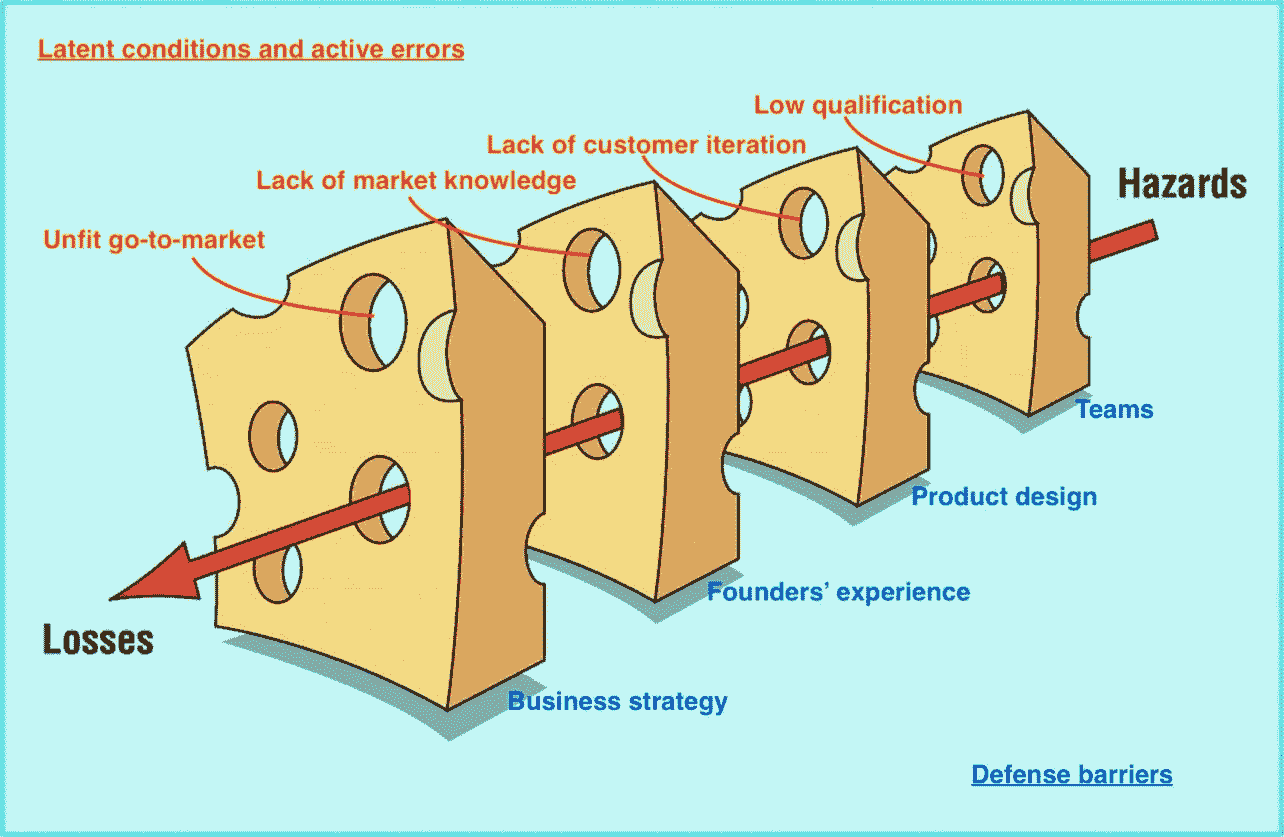 Latent conditions and active errors
Low qualification
Lack of customer iteration
Lack of market knowledge
Unfit go-to-market
Hazards
Teams
Product design
Founders’ experience
Losses
Business strategy
Defense barriers